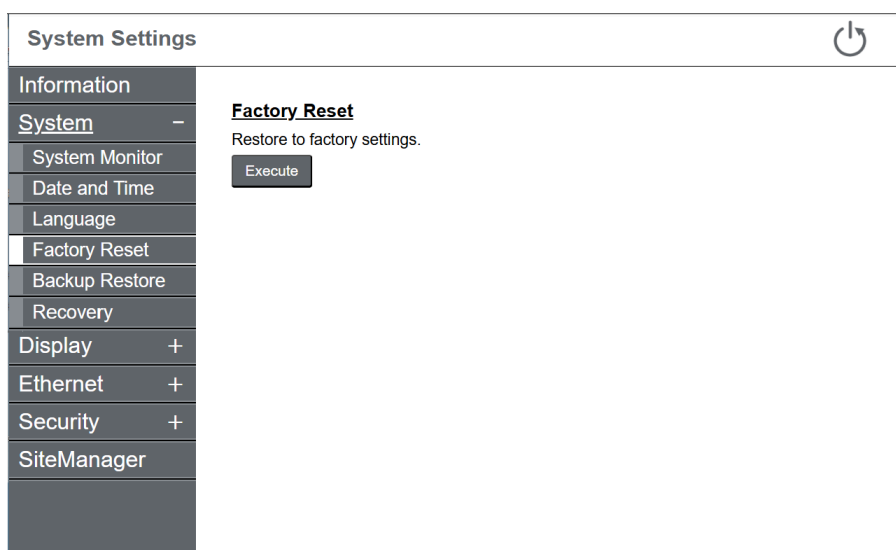 System Settings
Information
System −
System Monitor
Date and Time
Language
Factory Reset
Backup Restore
Recovery
Display +
Ethernet +
Security +
SiteManager
Factory Reset
Restore to factory settings.
Execute